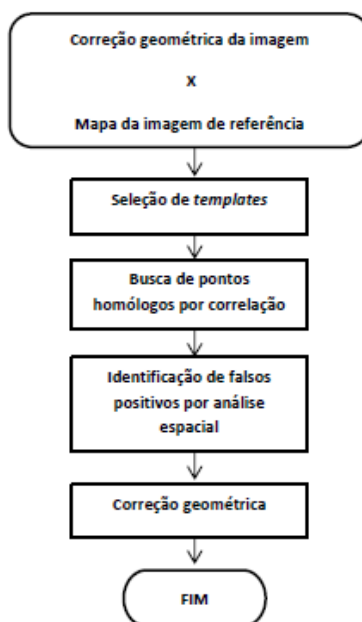 Correção geométrica da imagem
X
Mapa da imagem de referência
Seleção de templates
Busca de pontos
homólogos por correlação
Identificação de falsos
positivos por análise
espacial
Correção geométrica
FIM